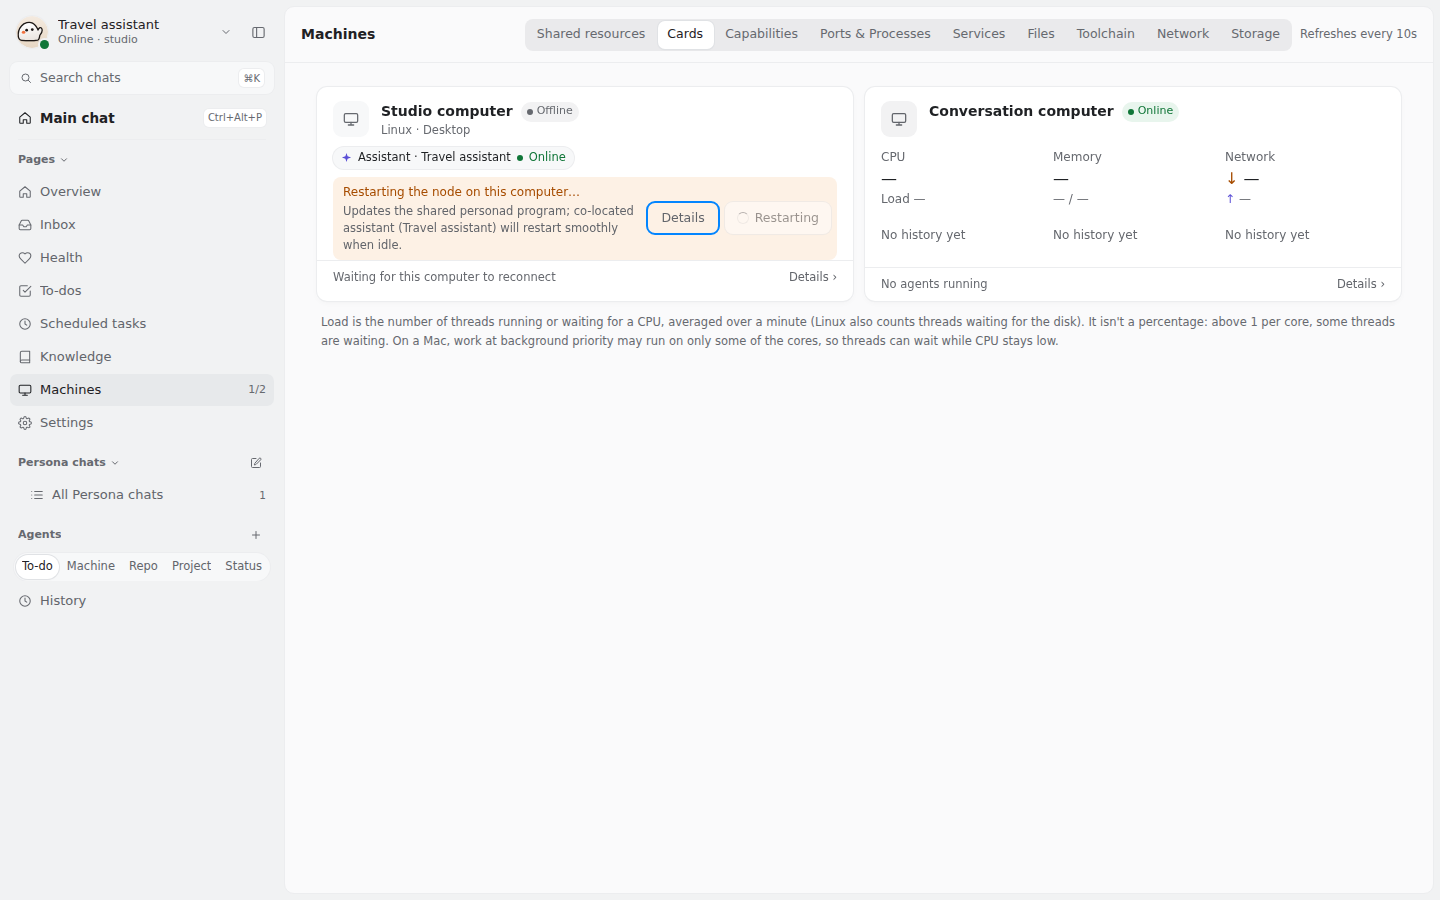 Travel assistant
Online · studio
Search chats
⌘K
Main chat
Ctrl+Alt+P
Pages
Overview
Inbox
Health
To-dos
Scheduled tasks
Knowledge
Machines
1/2
Settings
Persona chats
All Persona chats
1
Agents
To-do
Machine
Repo
Project
Status
History
Machines
Shared resources
Cards
Capabilities
Ports & Processes
Services
Files
Toolchain
Network
Storage
Refreshes every 10s
Studio computer
Offline
Linux · Desktop
Assistant · Travel assistant
Online
Restarting the node on this computer…
Updates the shared personad program; co-located
assistant (Travel assistant) will restart smoothly
when idle.
Details
Restarting
Waiting for this computer to reconnect
Details ›
Conversation computer
Online
CPU
Memory
Network
—
—
↓ —
Load —
— / —
↑ —
No history yet
No history yet
No history yet
No agents running
Details ›
Load is the number of threads running or waiting for a CPU, averaged over a minute (Linux also counts threads waiting for the disk). It isn't a percentage: above 1 per core, some threads
are waiting. On a Mac, work at background priority may run on only some of the cores, so threads can wait while CPU stays low.